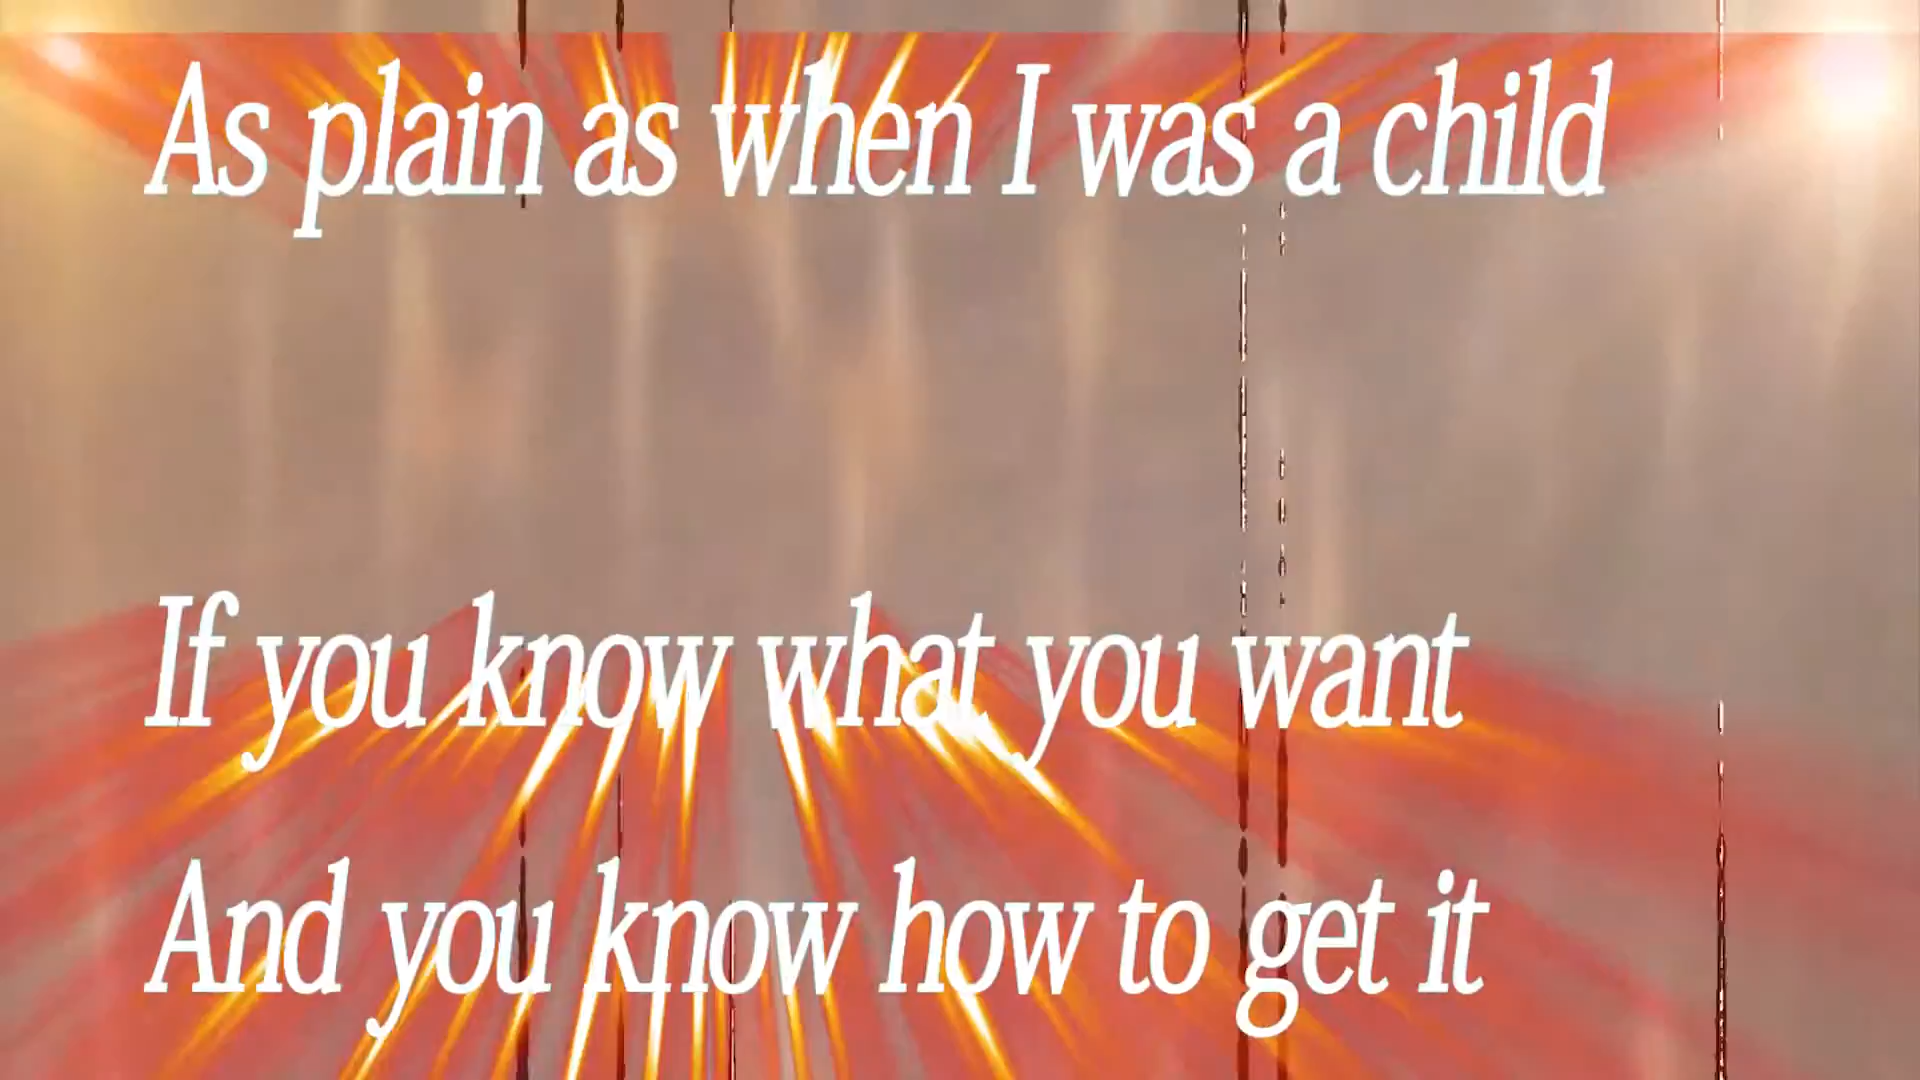 As plain as when I was a child
If you know what you want
And you know how to get it